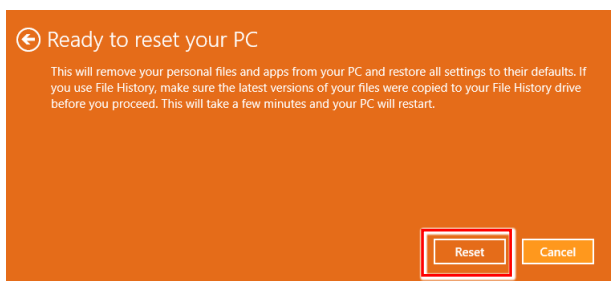 Ready to reset your PC
This will remove your personal files and apps from your PC and restore all settings to their defaults. If
you use File History, make sure the latest versions of your files were copied to your File History drive
before you proceed. This will take a few minutes and your PC will restart.
Reset Cancel